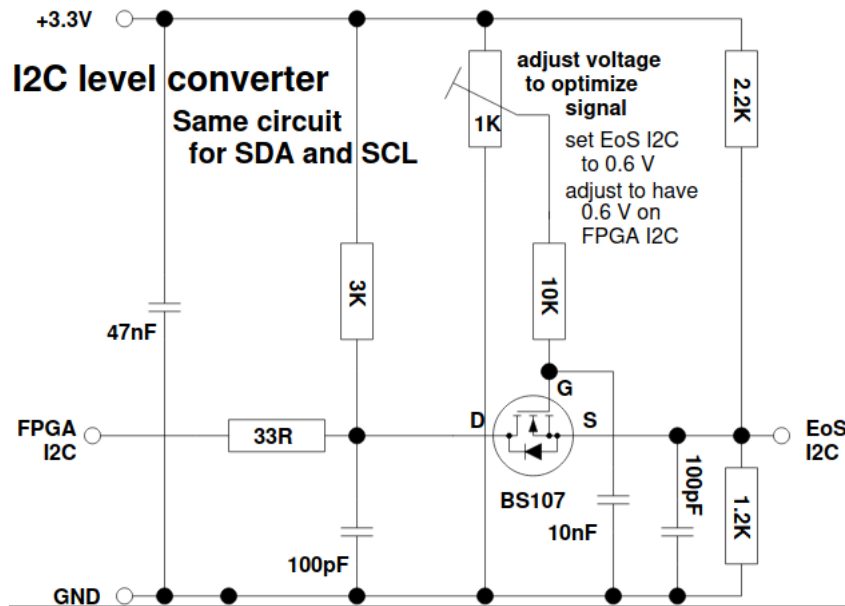 +3.3V
I2C level converter
Same circuit
for SDA and SCL
1K
adjust voltage
to optimize
signal
set EoS I2C
to 0.6 V
adjust to have
0.6 V on
FPGA I2C
2.2K
3K
10K
47nF
G
D
S
FPGA
I2C
33R
EoS
I2C
BS107
100pF
1.2K
10nF
100pF
GND